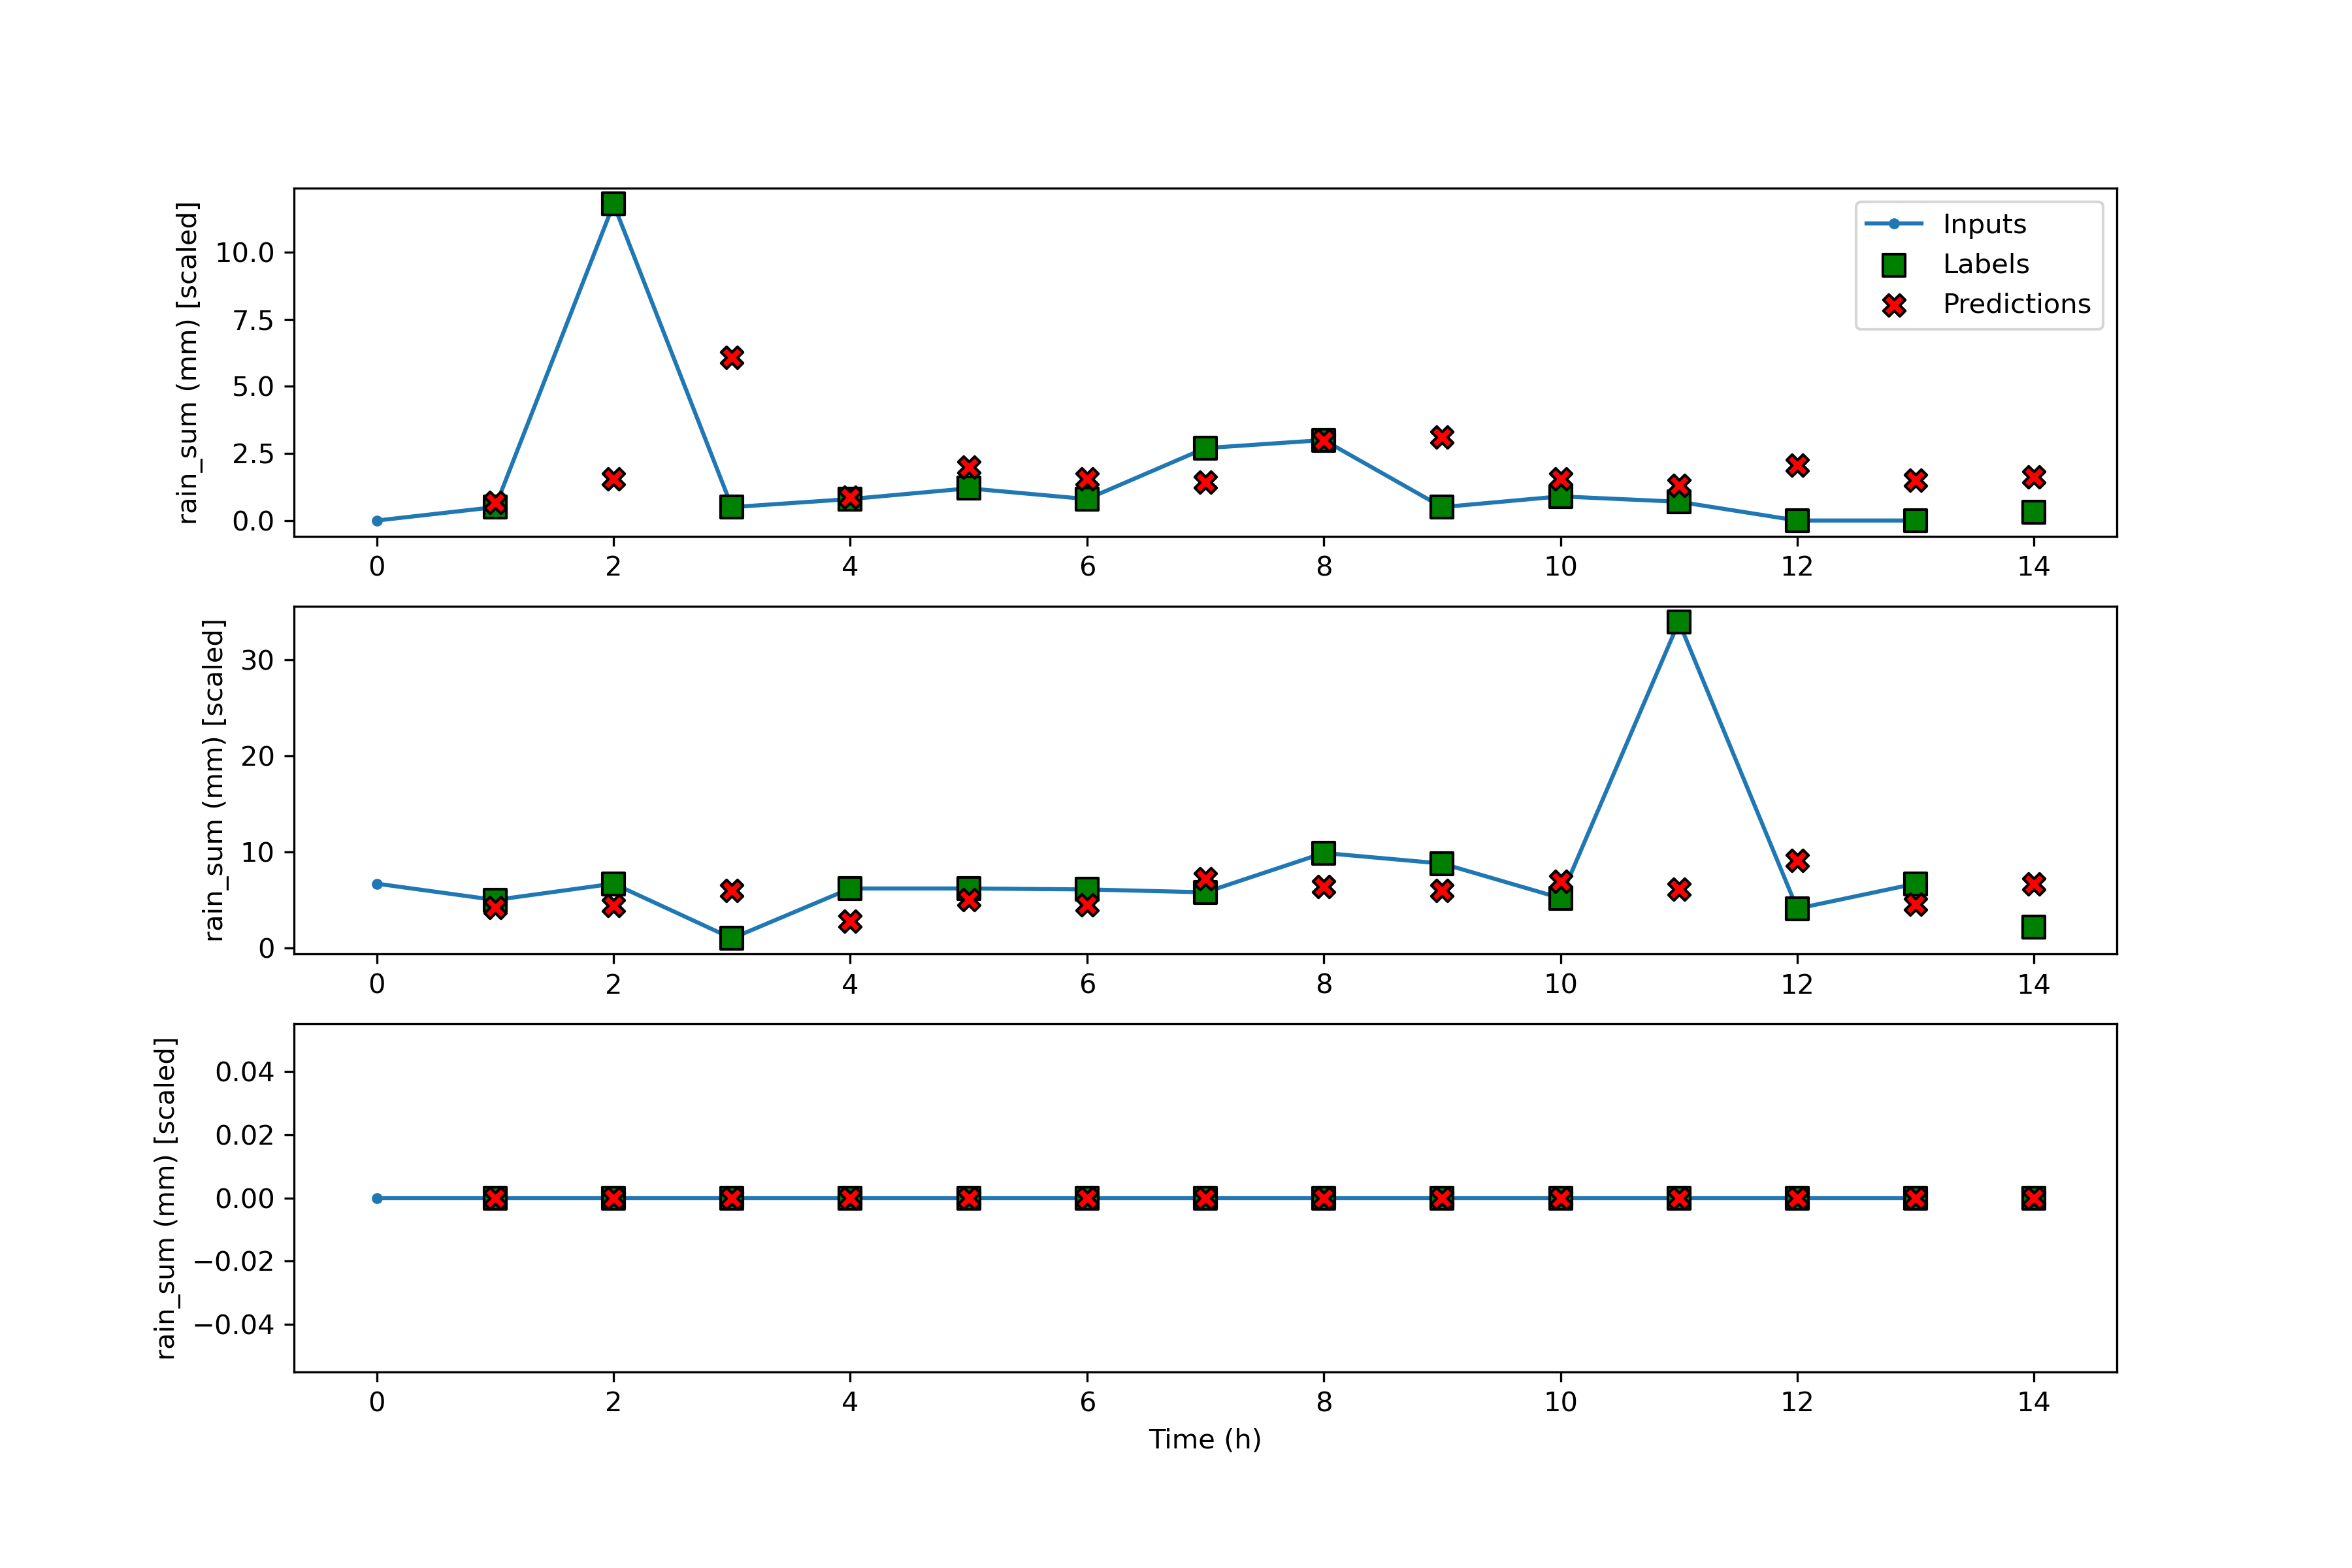 rain_sum (mm) [scaled]
10.0
7.5
5.0
2.5
0.0
Inputs
Labels
Predictions
0 2 4 6 8 10 12 14
rain_sum (mm) [scaled]
30
20
10
0
0 2 4 6 8 10 12 14
rain_sum (mm) [scaled]
0.04
0.02
0.00
−0.02
−0.04
0 2 4 6 8 10 12 14
Time (h)